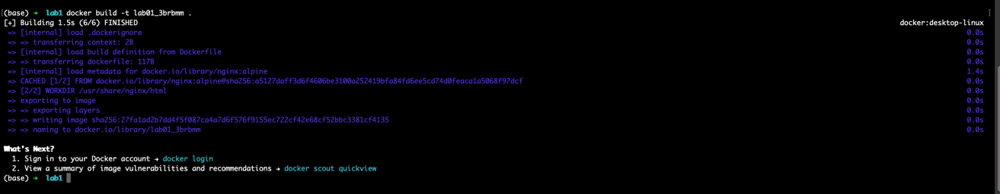 (base) → lab1 docker build -t lab01_3brbmm .
[+] Building 1.5s (6/6) FINISHED docker:desktop-linux
=> [internal] load .dockerignore 0.0s
=> => transferring context: 2B 0.0s
=> [internal] load build definition from Dockerfile 0.0s
=> => transferring dockerfile: 117B 0.0s
=> [internal] load metadata for docker.io/library/nginx:alpine 1.4s
=> CACHED [1/2] FROM docker.io/library/nginx:alpine@sha256:a5127daff3d6f4606be3100a252419bfa84fd6ee5cd74d0feaca1a5068f97dcf 0.0s
=> [2/2] WORKDIR /usr/share/nginx/html 0.0s
=> exporting to image 0.0s
=> => exporting layers 0.0s
=> => writing image sha256:27fa1ad2b7dd4f5f087ca4a7d6f576f9155ec722cf42e68cf52bbc3381cf4135 0.0s
=> => naming to docker.io/library/lab01_3brbmm 0.0s
What's Next?
1. Sign in to your Docker account → docker login
2. View a summary of image vulnerabilities and recommendations → docker scout quickview
(base) → lab1